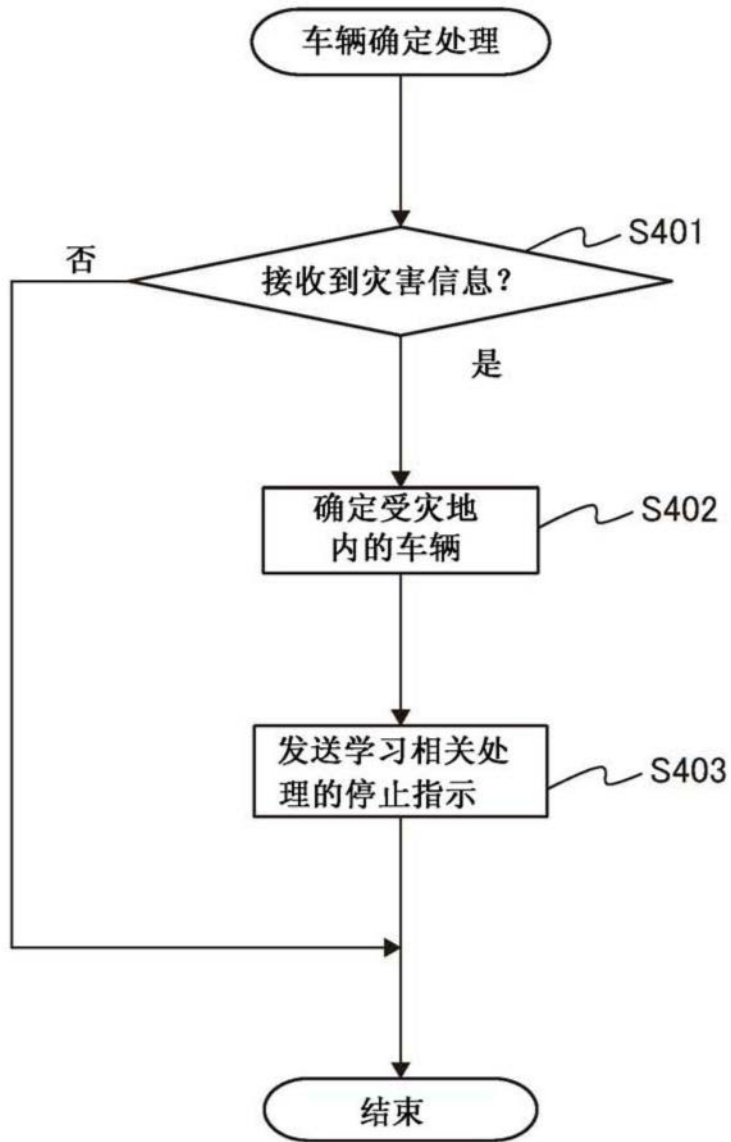 车辆确定处理
S401
否
接收到灾害信息？
是
确定受灾地
内的车辆
S402
发送学习相关处
理的停止指示
S403
结束